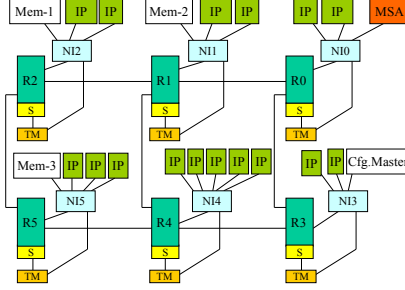 Mem-1 IP IP Mem-2 IP IP IP IP MSA
NI2 NI1 NI0
R2 R1 R0
S S S
TM TM TM
Mem-3 IP IP IP IP IP IP IP IP IP IP Cfg.Master
NI5 NI4 NI3
R5 R4 R3
S S S
TM TM TM